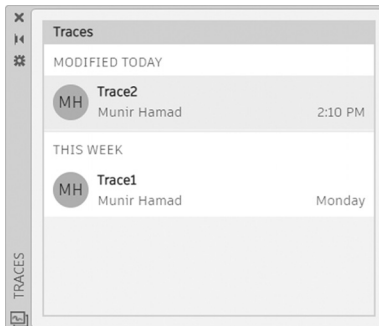 Traces
MODIFIED TODAY
MH
Trace2
Munir Hamad
2:10 PM
THIS WEEK
MH
Trace1
Munir Hamad
Monday
TRACES